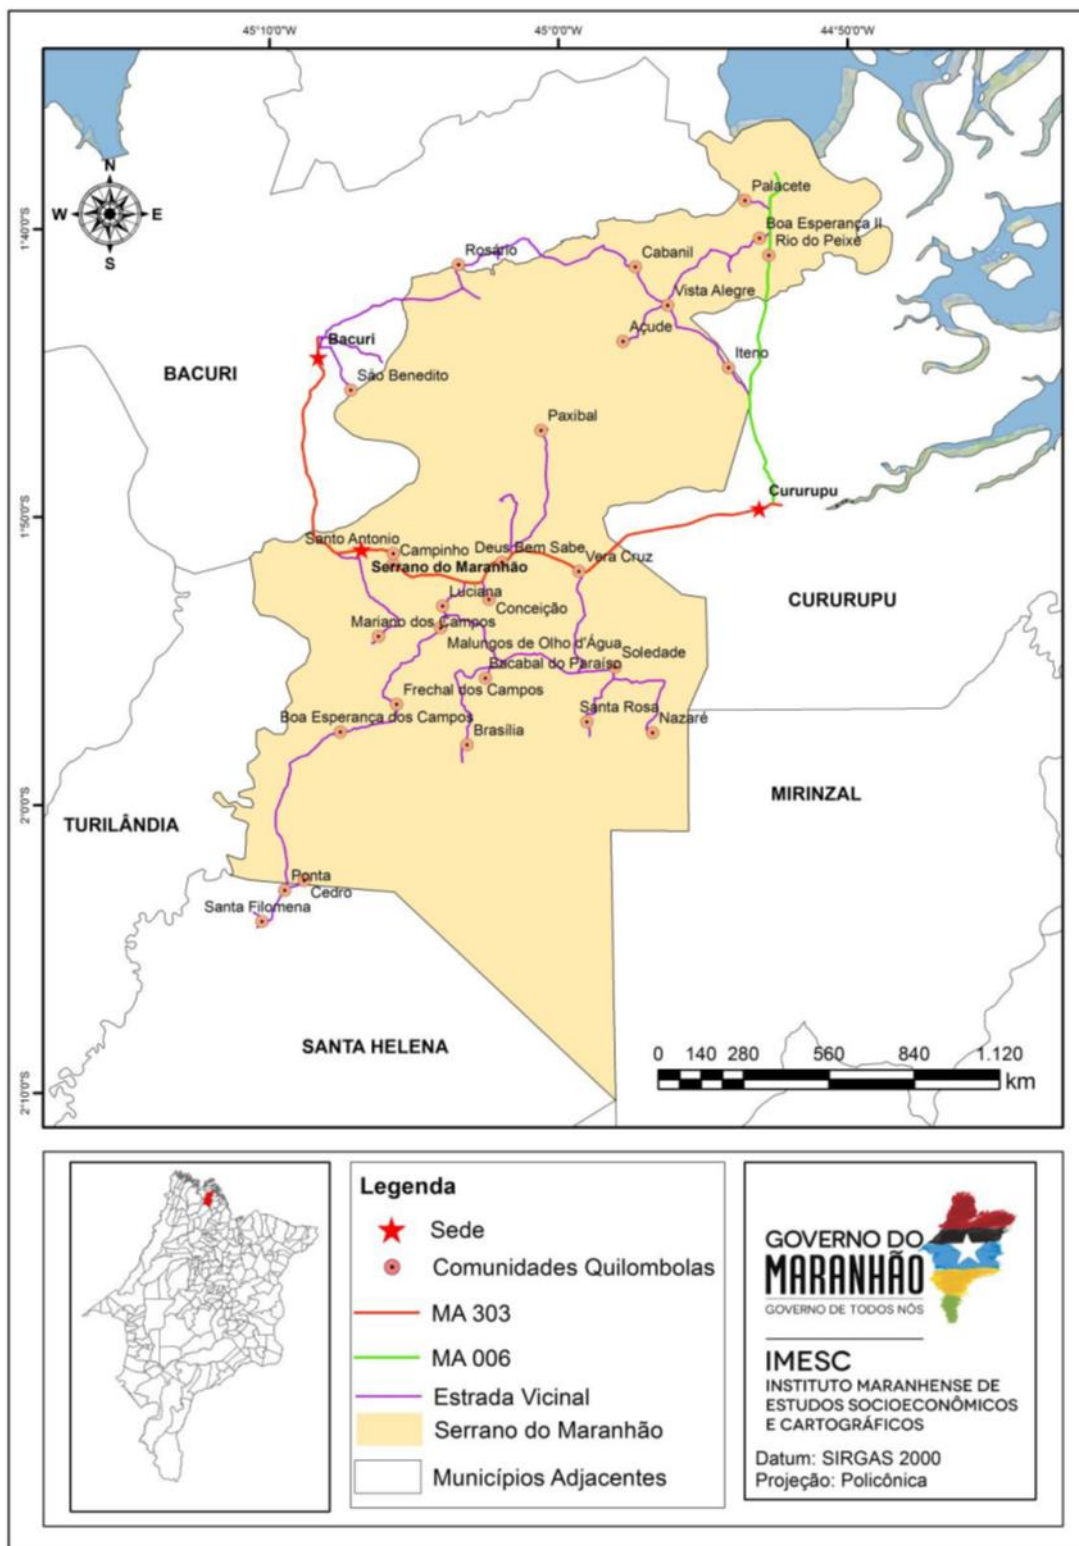 45°10'0"W
45°0'0"W
44°50'0"W
N
W
E
S
1°40'0"S
1°50'0"S
2°0'0"S
2°10'0"S
Palacete
Boa Esperança II
Rio do Peixe
Rosário
Cabanil
Vista Alegre
Açude
Bacuri
Iteno
BACURI
São Benedito
Paxibal
Cururupu
Santo Antonio
Campinho
Deus Bem Sabe
Vera Cruz
Serrano do Maranhão
Luciana
Conceição
CURURUPU
Mariano dos Campos
Malungos de Olho d'Água
Soledade
Bacabal do Paraíso
Frechal dos Campos
Santa Rosa
Boa Esperança dos Campos
Nazaré
Brasília
MIRINZAL
TURILÂNDIA
Ponta
Cedro
Santa Filomena
SANTA HELENA
0 140 280 560 840 1.120
km
Legenda
Sede
Comunidades Quilombolas
MA 303
MA 006
Estrada Vicinal
Serrano do Maranhão
Municípios Adjacentes
GOVERNO DO
MARANHÃO
GOVERNO DE TODOS NÓS
IMESC
INSTITUTO MARANHENSE DE
ESTUDOS SOCIOECONÔMICOS
E CARTOGRÁFICOS
Datum: SIRGAS 2000
Projeção: Policônica